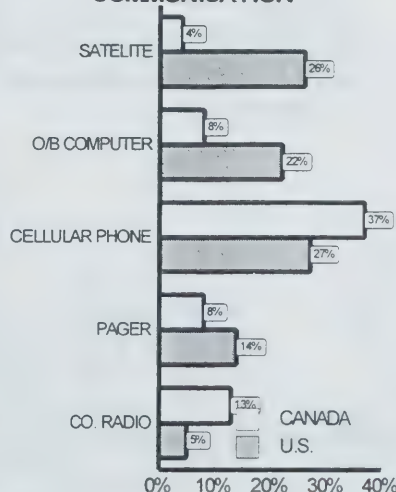 SATELITE
4%
26%
O/B COMPUTER
8%
22%
CELLULAR PHONE
37%
27%
PAGER
8%
14%
CO. RADIO
13%
5%
CANADA
U.S.
0% 10% 20% 30% 40%